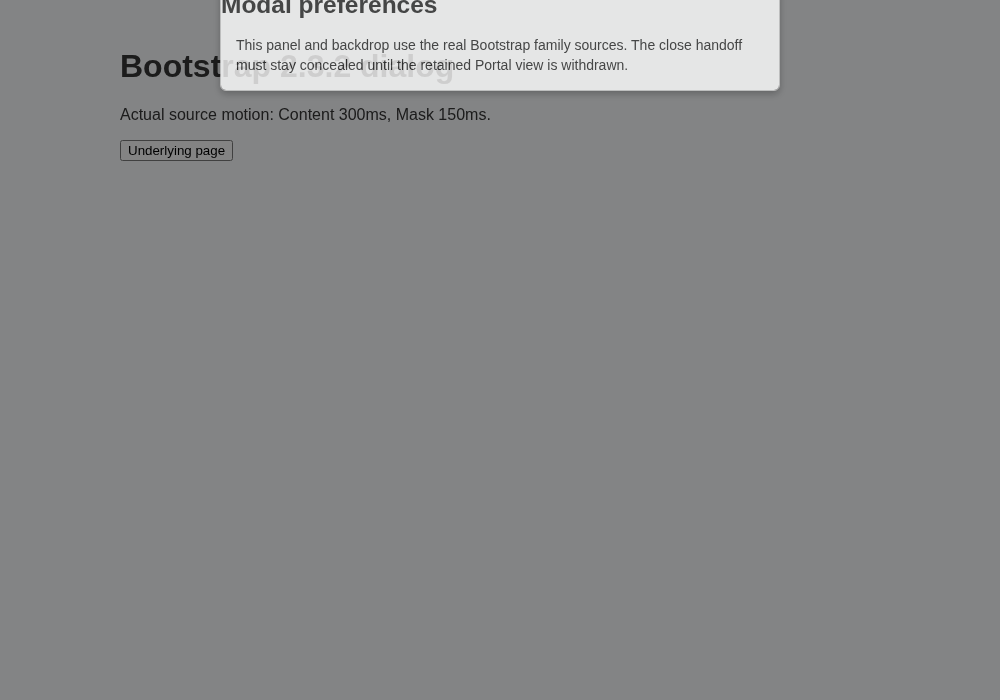 Modal preferences
This panel and backdrop use the real Bootstrap family sources. The close handoff
must stay concealed until the retained Portal view is withdrawn.
Bootstrap 2.3.2 dialog
Actual source motion: Content 300ms, Mask 150ms.
Underlying page